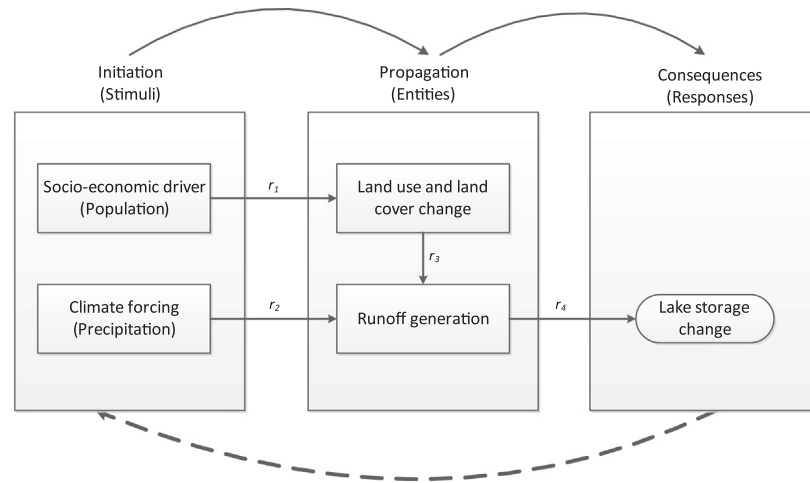 Initiation
(Stimuli)
Propagation
(Entities)
Consequences
(Responses)
Socio-economic driver
(Population)
r1
Land use and land
cover change
r3
Climate forcing
(Precipitation)
r2
Runoff generation
r4
Lake storage
change